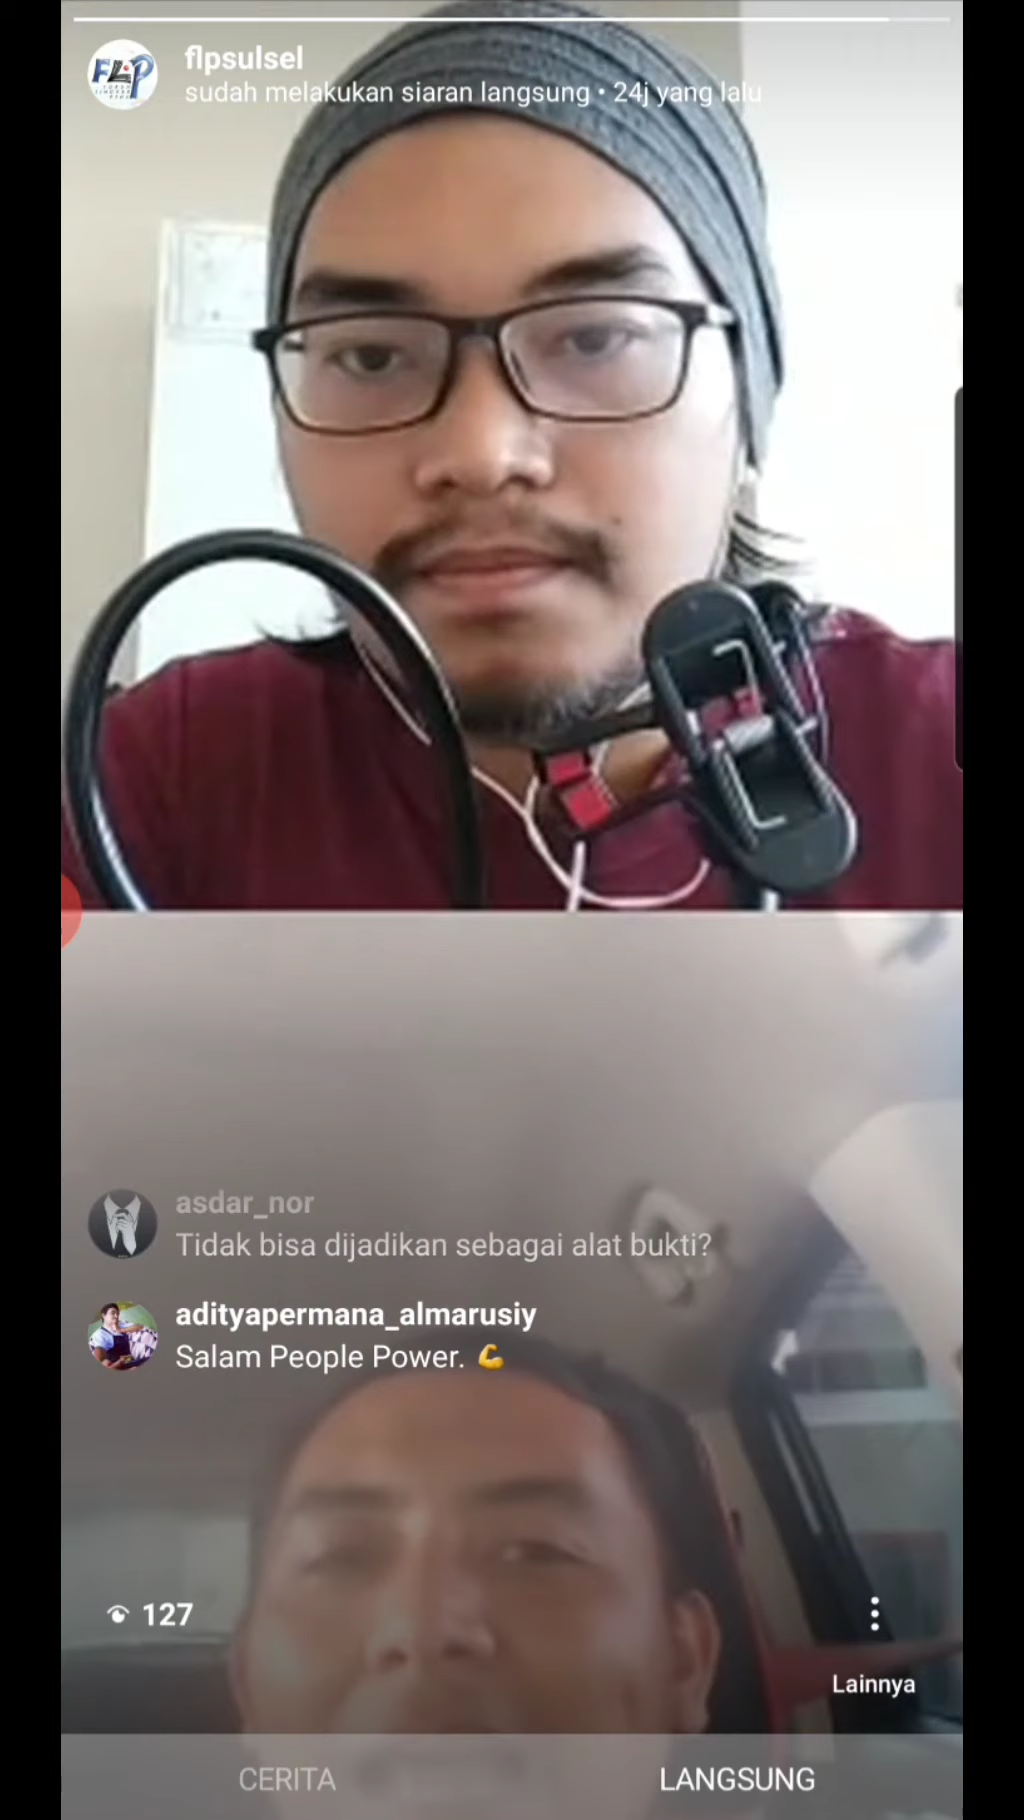 flpsulsel
sudah melakukan siaran langsung • 24j yang lalu
FLP
asdar_nor
Tidak bisa dijadikan sebagai alat bukti?
adityapermana_almarusiy
Salam People Power. 💪
127
Lainnya
CERITA
LANGSUNG